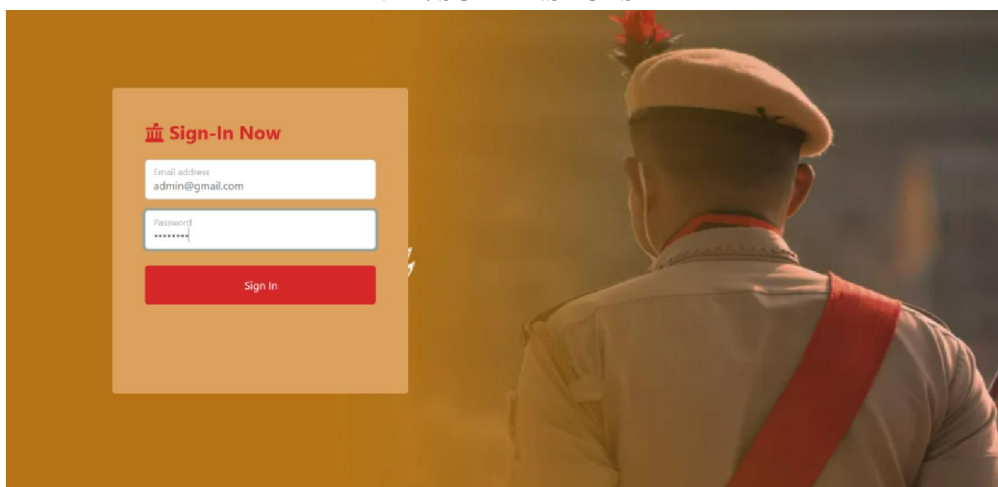 Sign-In Now
Email address
admin@gmail.com
Password
••••••••
Sign In